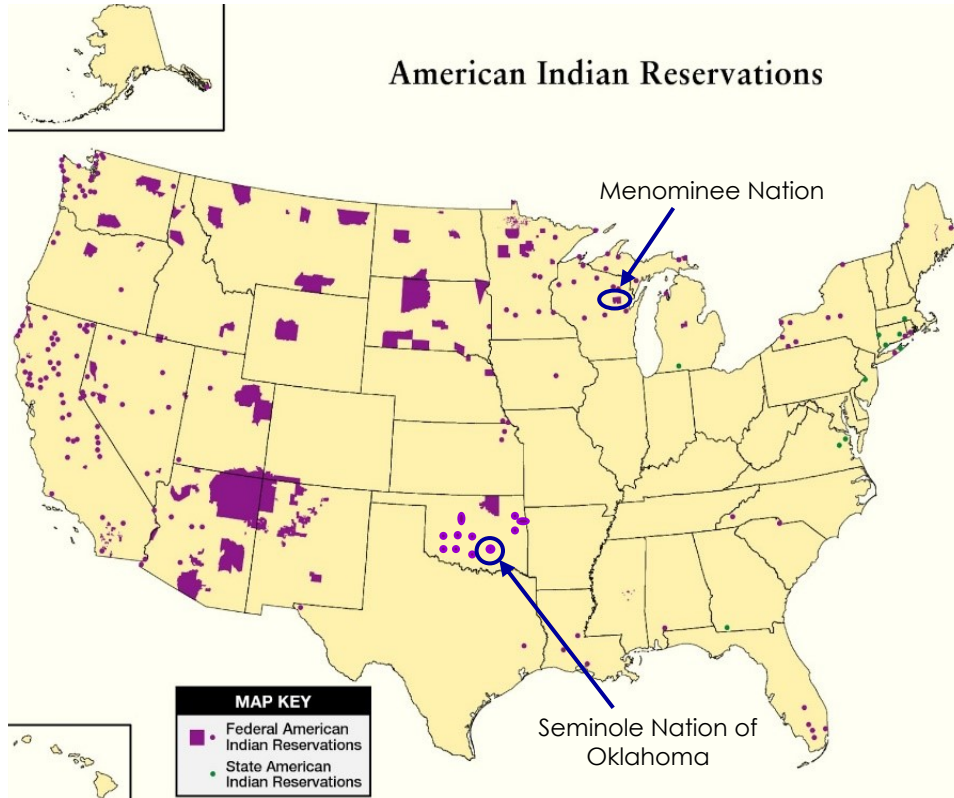 American Indian Reservations
Menominee Nation
Seminole Nation of
Oklahoma
MAP KEY
Federal American
Indian Reservations
State American
Indian Reservations